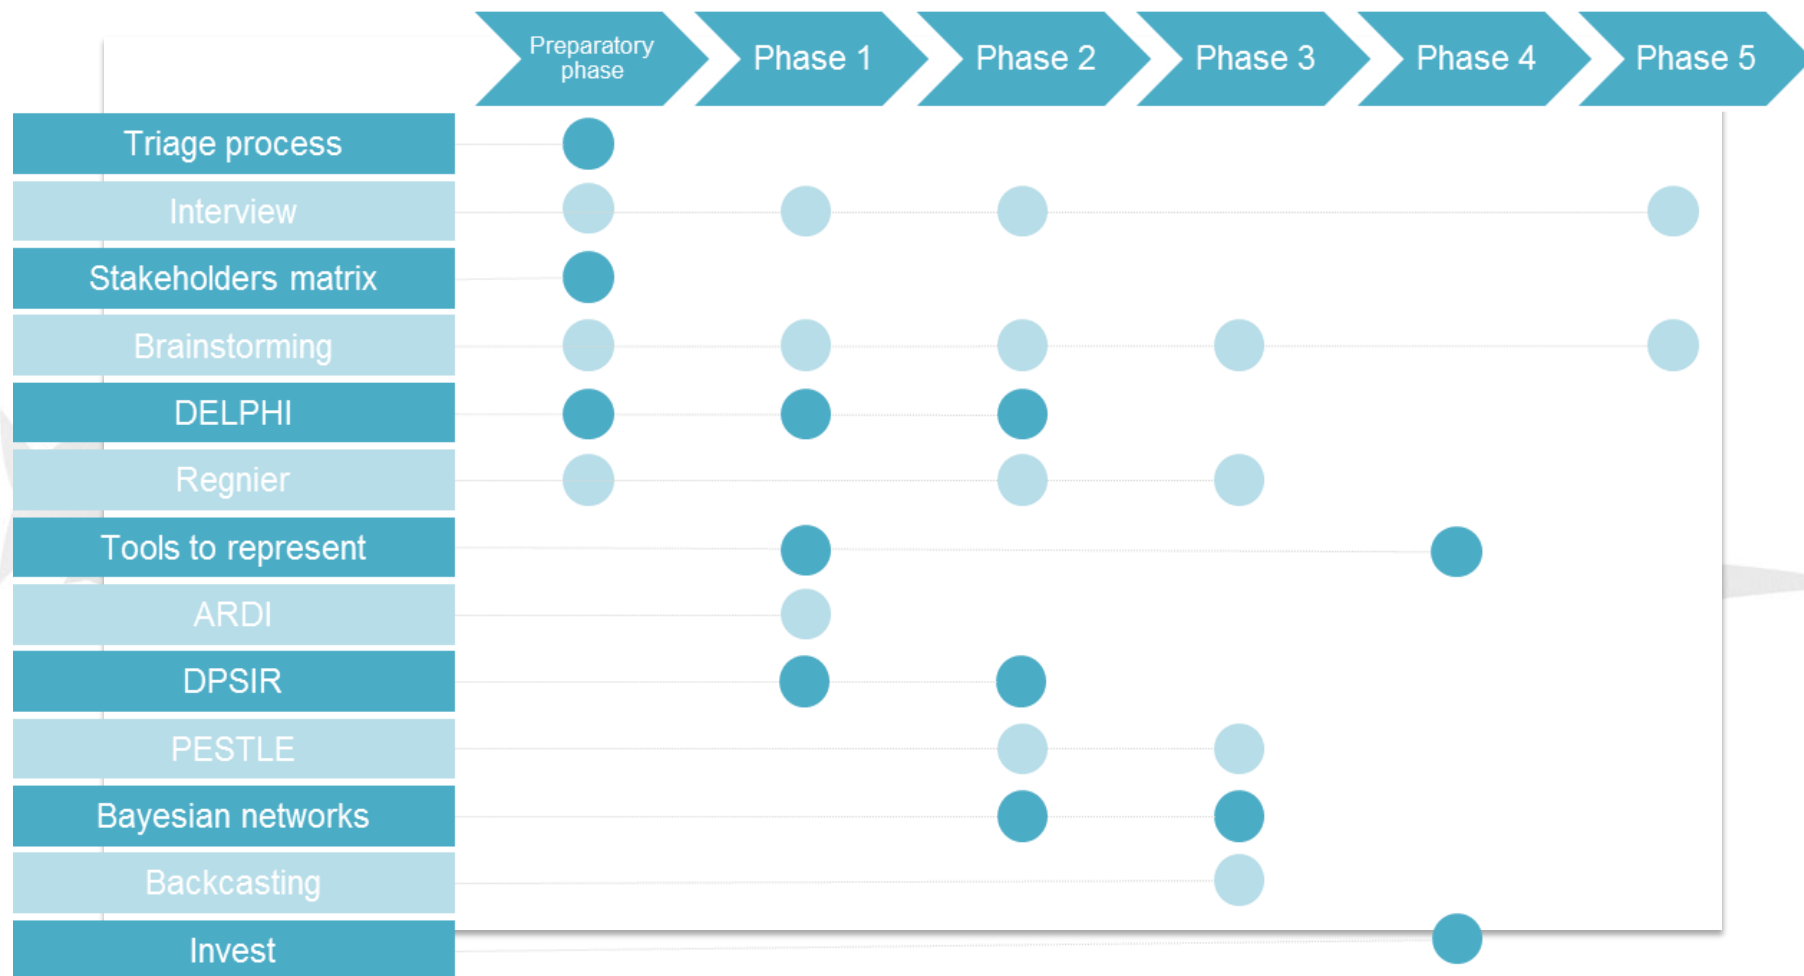 Preparatory
phase
Phase 1
Phase 2
Phase 3
Phase 4
Phase 5
Triage process
Interview
Stakeholders matrix
Brainstorming
DELPHI
Regnier
Tools to represent
ARDI
DPSIR
PESTLE
Bayesian networks
Backcasting
Invest